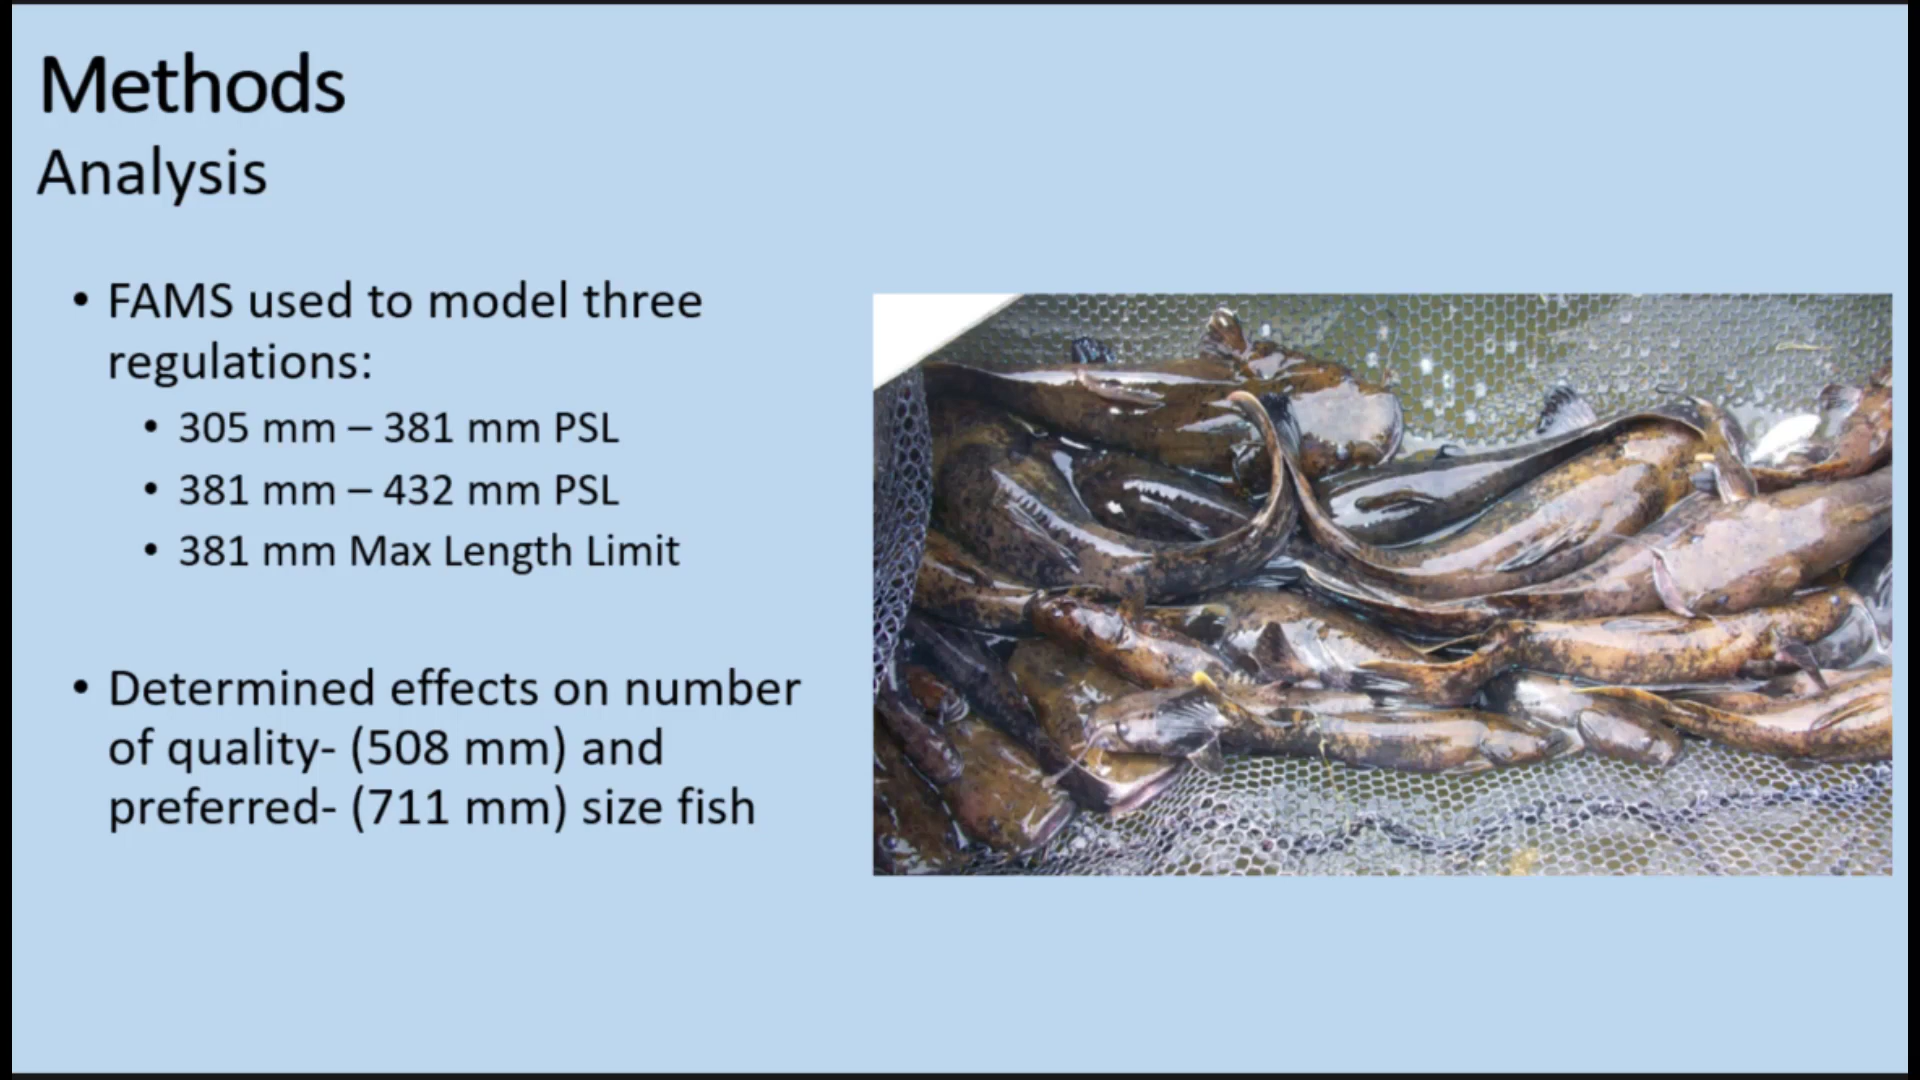 Methods
Analysis
• FAMS used to model three
regulations:
• 305 mm – 381 mm PSL
• 381 mm – 432 mm PSL
• 381 mm Max Length Limit
• Determined effects on number
of quality- (508 mm) and
preferred- (711 mm) size fish